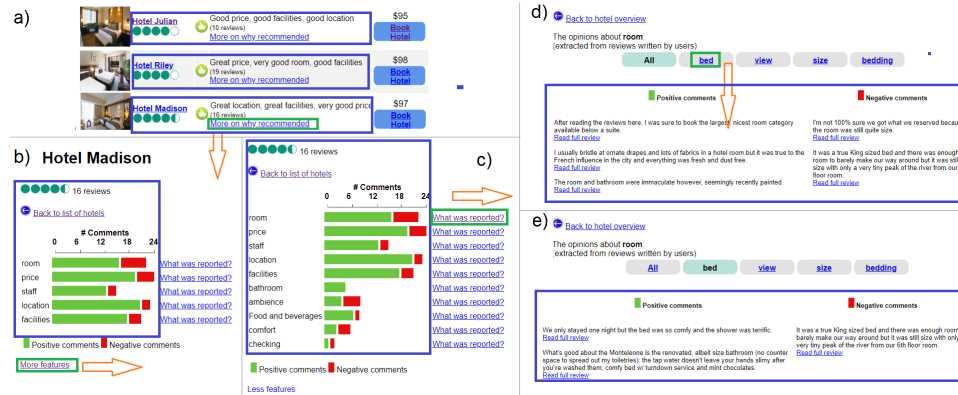 a)
Hotel Julian
Good price, good facilities, good location
(10 reviews)
More on why recommended
$95
Book Hotel
Hotel Riley
Great price, very good room, good facilities
(19 reviews)
More on why recommended
$98
Book Hotel
Hotel Madison
Great location, great facilities, very good price
(16 reviews)
More on why recommended
$97
Book Hotel
b) Hotel Madison
16 reviews
Back to list of hotels
# Comments
0 6 12 18 24
room What was reported?
price What was reported?
staff What was reported?
location What was reported?
facilities What was reported?
Positive comments Negative comments
More features
c)
16 reviews
Back to list of hotels
# Comments
0 6 12 18 24
room What was reported?
price What was reported?
staff What was reported?
location What was reported?
facilities What was reported?
bathroom What was reported?
ambience What was reported?
Food and beverages What was reported?
comfort What was reported?
checking What was reported?
Positive comments Negative comments
Less features
d) Back to hotel overview
The opinions about room:
(extracted from reviews written by users)
All bed view size bedding
Positive comments Negative comments
After reading the reviews here, I was sure to book the largest nicest room category
available below a suite.
Read full review
I usually bristle at ornate drapes and lots of fabrics in a hotel room but it was true to the
French influence in the city and everything was fresh and dust free.
Read full review
The room and bathroom were immaculate however, seemingly recently painted.
Read full review
I'm not 100% sure we got what we reserved becau
the room was still quite size.
Read full review
It was a true King sized bed and there was enough
room to barely make our way around but it was still
size with only a very tiny peak of the river from our
floor room.
Read full review
e) Back to hotel overview
The opinions about room:
(extracted from reviews written by users)
All bed view size bedding
Positive comments Negative comments
We only stayed one night but the bed was so comfy and the shower was terrific.
Read full review
What's good about the Monteleone is the renovated, albeit size bathroom (no counter
space to spread out my toiletries); the tap water doesn't leave your hands slimy after
you've washed them; comfy bed w/ turndown service and mint chocolates.
Read full review
It was a true King sized bed and there was enough room
barely make our way around but it was still size with only
very tiny peak of the river from our 6th floor room.
Read full review